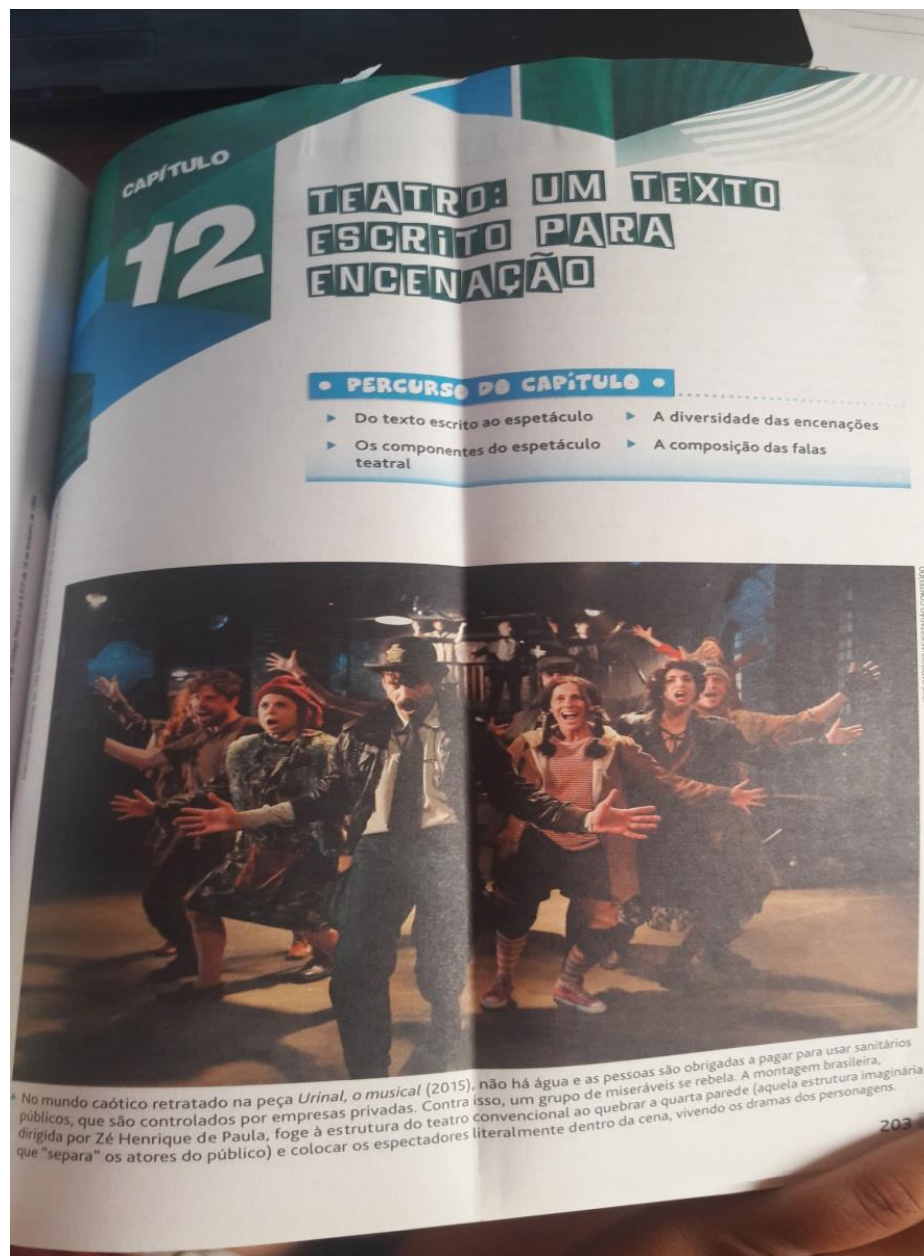 CAPÍTULO
12
TEATRO: UM TEXTO
ESCRITO PARA
ENCENAÇÃO
• PERCURSO DO CAPÍTULO •
Do texto escrito ao espetáculo
Os componentes do espetáculo
teatral
A diversidade das encenações
A composição das falas
No mundo caótico retratado na peça Urinal, o musical (2015), não há água e as pessoas são obrigadas a pagar para usar sanitários
públicos, que são controlados por empresas privadas. Contra isso, um grupo de miseráveis se rebela. A montagem brasileira,
dirigida por Zé Henrique de Paula, foge à estrutura do teatro convencional ao quebrar a quarta parede (aquela estrutura imaginária
que "separa" os atores do público) e colocar os espectadores literalmente dentro da cena, vivendo os dramas dos personagens.
203